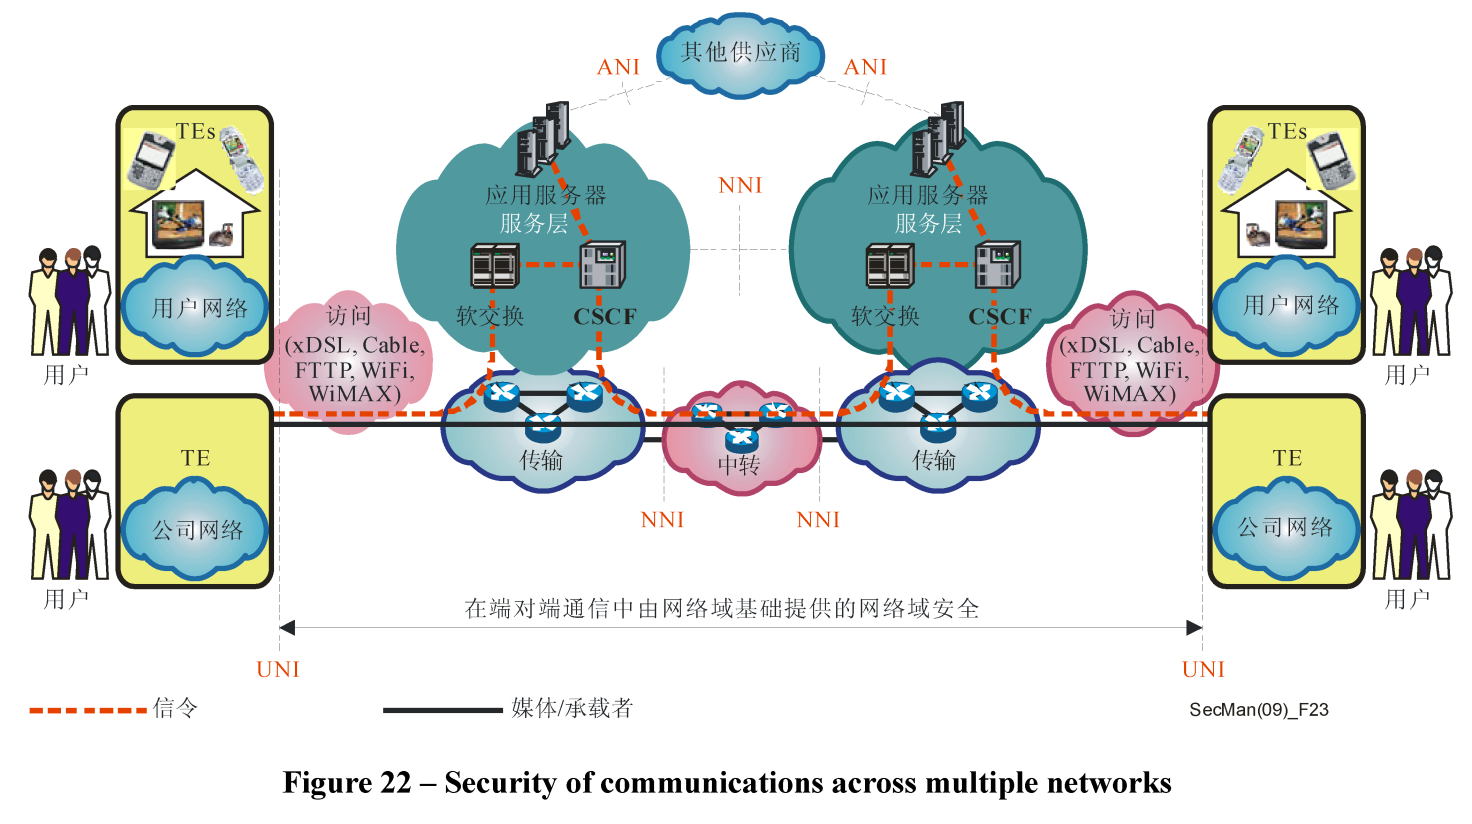 其他供应商
ANI
ANI
TEs
TEs
NNI
应用服务器
服务层
应用服务器
服务层
用户网络
用户网络
访问
(xDSL, Cable,
FTTP, WiFi,
WiMAX)
软交换
CSCF
软交换
CSCF
访问
(xDSL, Cable,
FTTP, WiFi,
WiMAX)
用户
用户
TE
传输
中转
传输
TE
公司网络
NNI
NNI
公司网络
用户
用户
在端对端通信中由网络域基础提供的网络域安全
UNI
UNI
信令
媒体/承载者
SecMan(09)_F23
Figure 22 – Security of communications across multiple networks